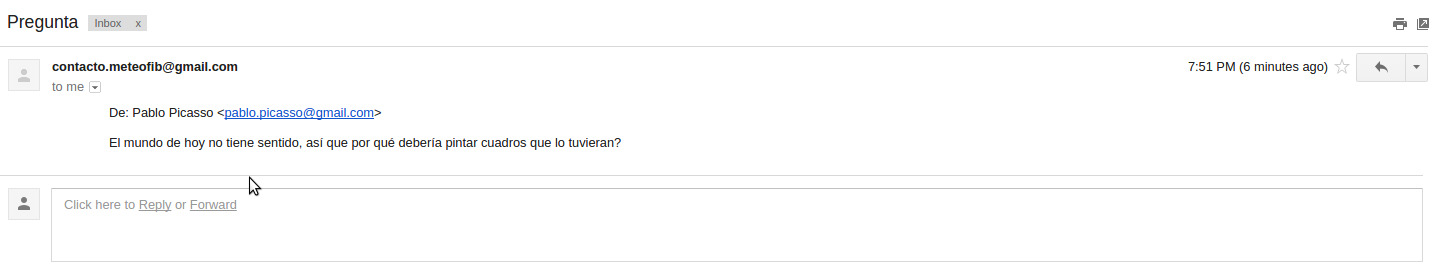 Pregunta Inbox x
contacto.meteofib@gmail.com 7:51 PM (6 minutes ago)
to me
De: Pablo Picasso <pablo.picasso@gmail.com>
El mundo de hoy no tiene sentido, así que por qué debería pintar cuadros que lo tuvieran?
Click here to Reply or Forward